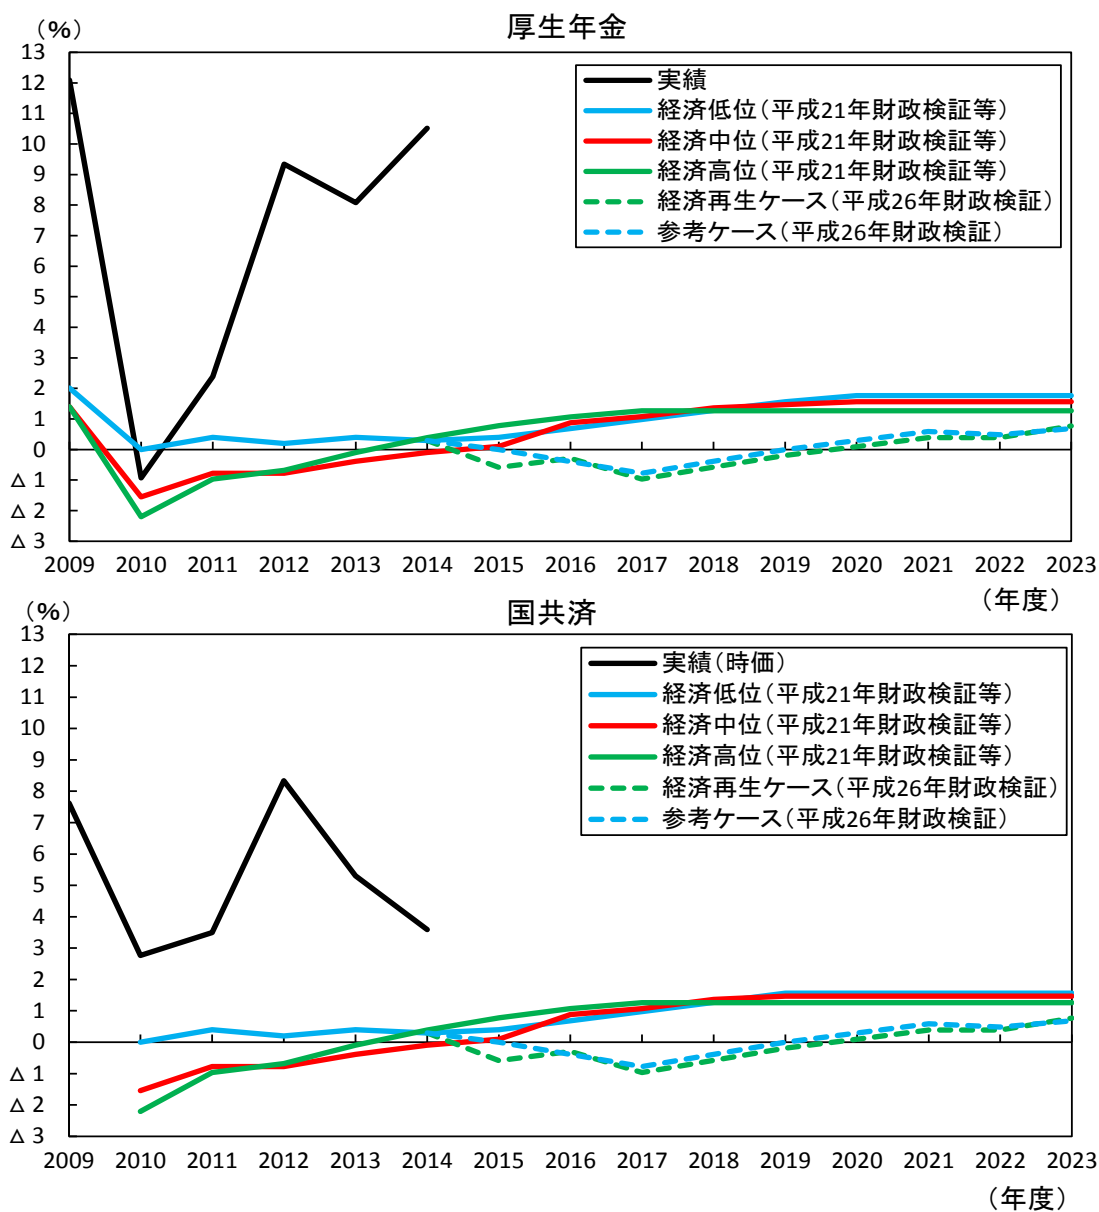 厚生年金
（%）
13
12
11
10
9
8
7
6
5
4
3
2
1
0
△ 1
△ 2
△ 3
実績
経済低位（平成21年財政検証等）
経済中位（平成21年財政検証等）
経済高位（平成21年財政検証等）
経済再生ケース（平成26年財政検証）
参考ケース（平成26年財政検証）
2009 2010 2011 2012 2013 2014 2015 2016 2017 2018 2019 2020 2021 2022 2023
（年度）
国共済
（%）
13
12
11
10
9
8
7
6
5
4
3
2
1
0
△ 1
△ 2
△ 3
実績（時価）
経済低位（平成21年財政検証等）
経済中位（平成21年財政検証等）
経済高位（平成21年財政検証等）
経済再生ケース（平成26年財政検証）
参考ケース（平成26年財政検証）
2009 2010 2011 2012 2013 2014 2015 2016 2017 2018 2019 2020 2021 2022 2023
（年度）